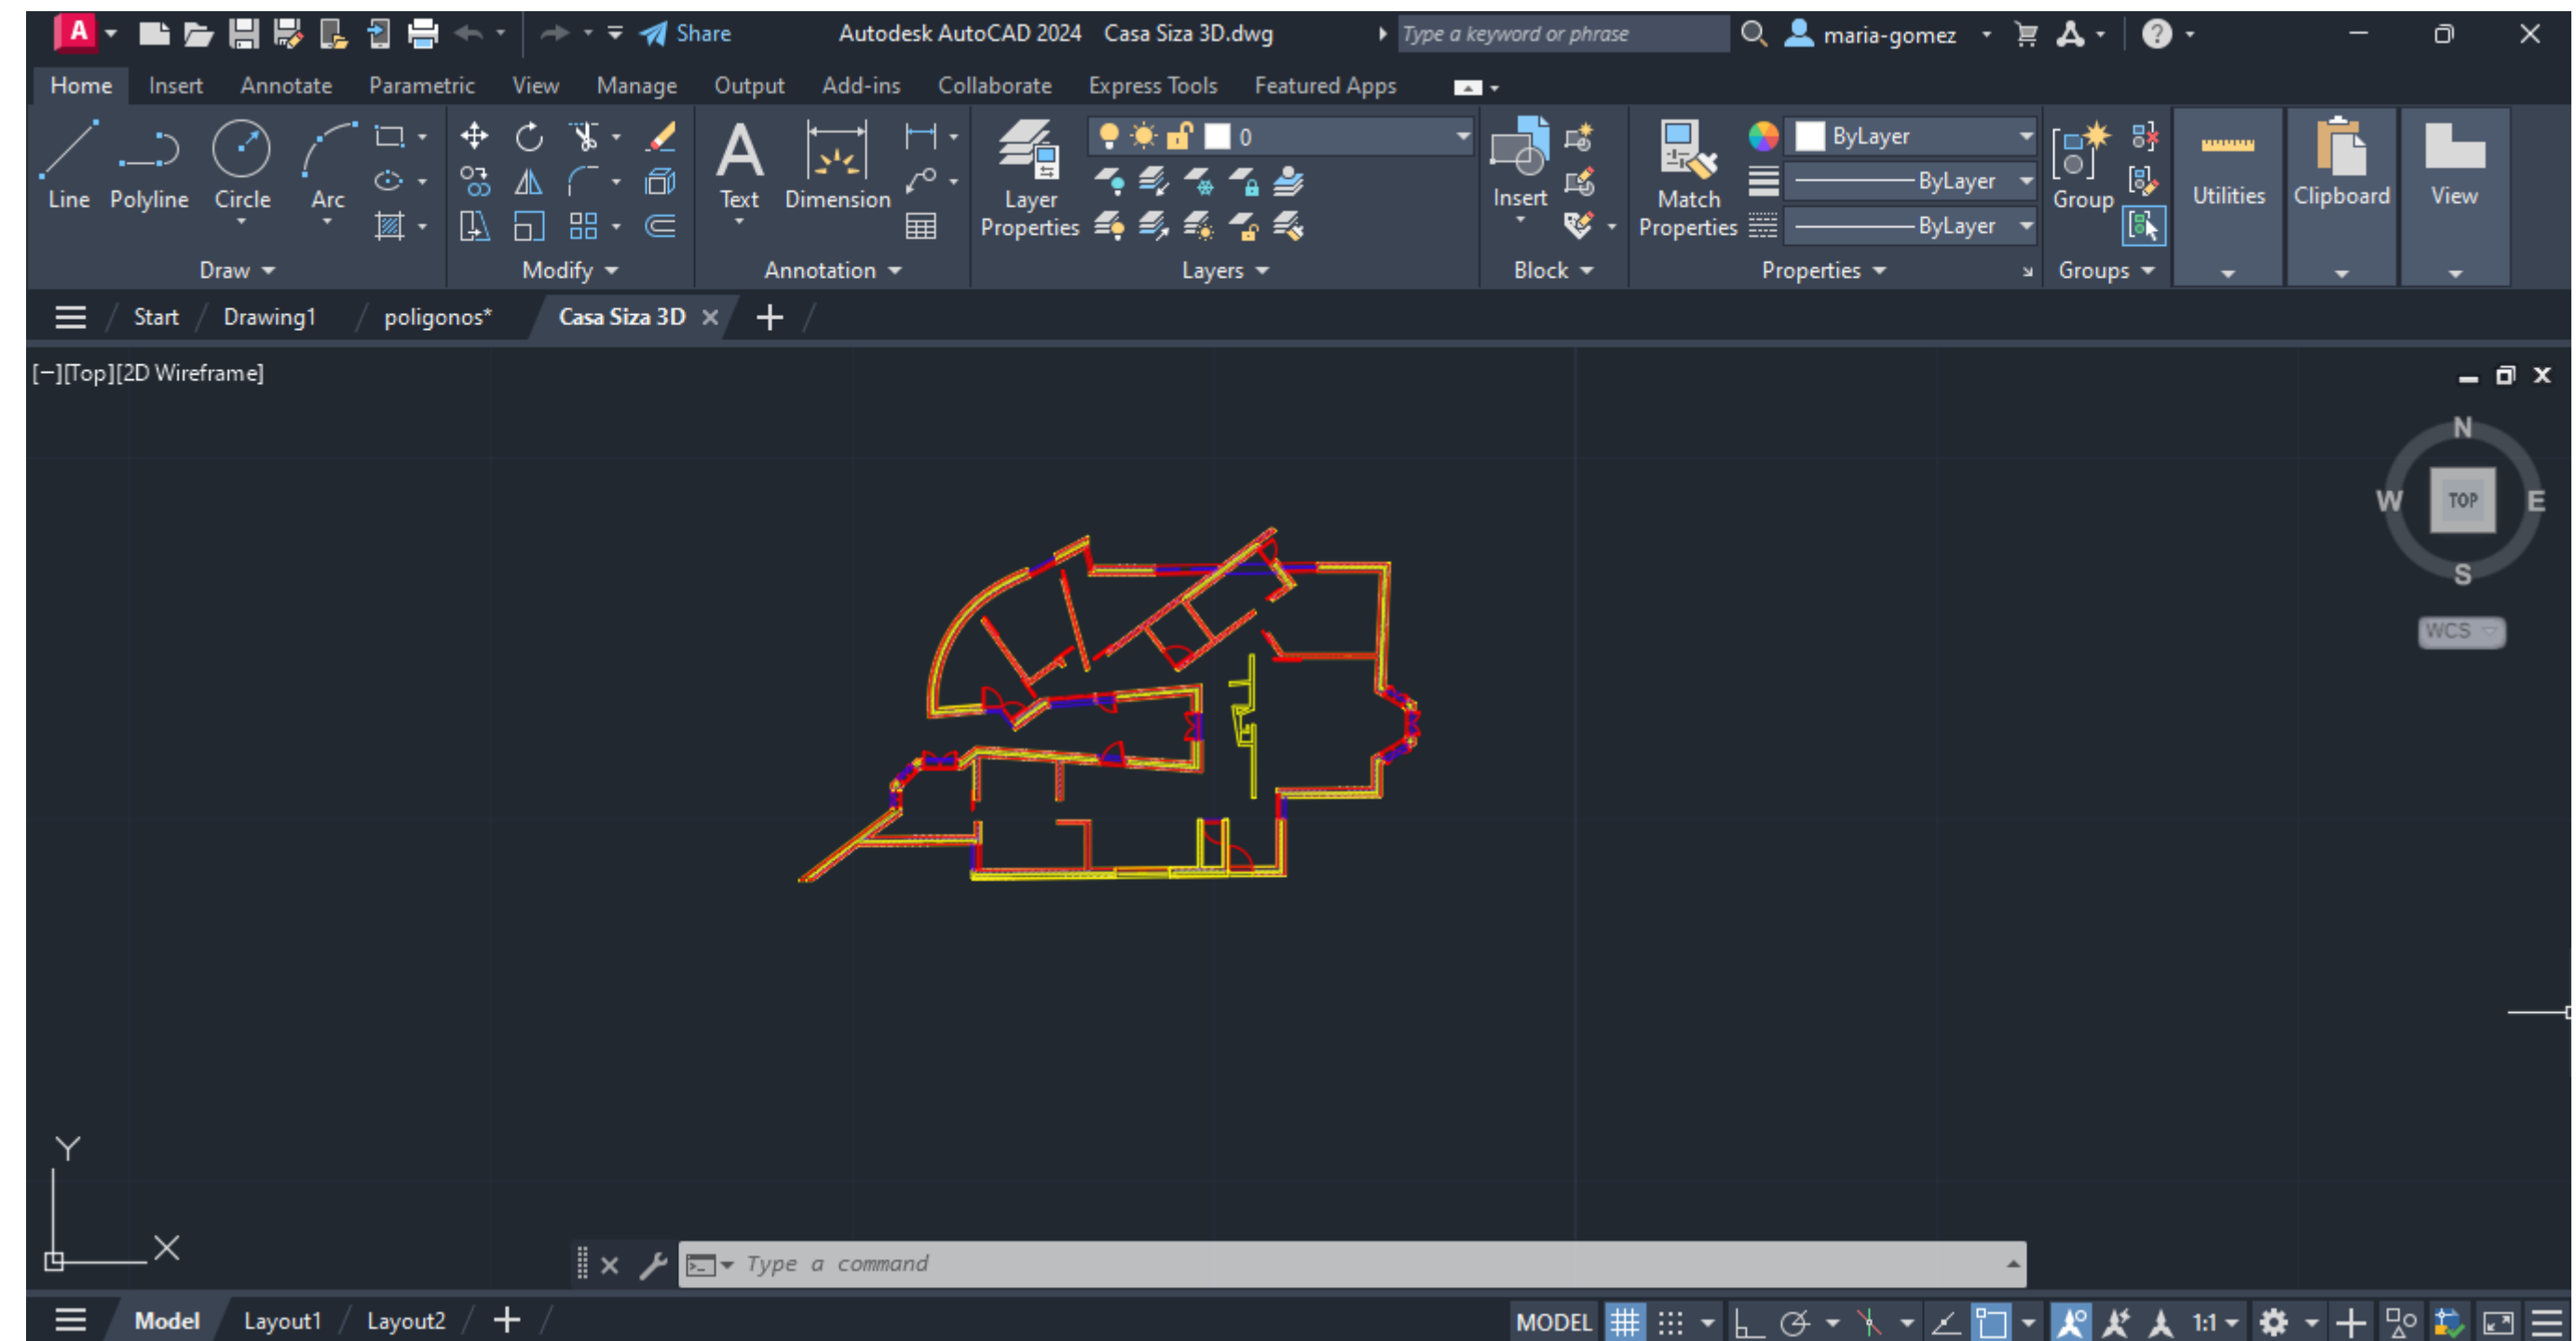 A Share Autodesk AutoCAD 2024 Casa Siza 3D.dwg Type a keyword or phrase maria-gomez ?
Home Insert Annotate Parametric View Manage Output Add-ins Collaborate Express Tools Featured Apps
A 0 ByLayer
Line Polyline Circle Arc Text Dimension Layer Properties Insert Match Properties ByLayer Group Utilities Clipboard View
ByLayer
Draw Modify Annotation Layers Block Properties Groups
Start Drawing1 poligonos* Casa Siza 3D
[−][Top][2D Wireframe]
N
W TOP E
S
WCS
Y
X
Type a command
Model Layout1 Layout2 MODEL 1:1